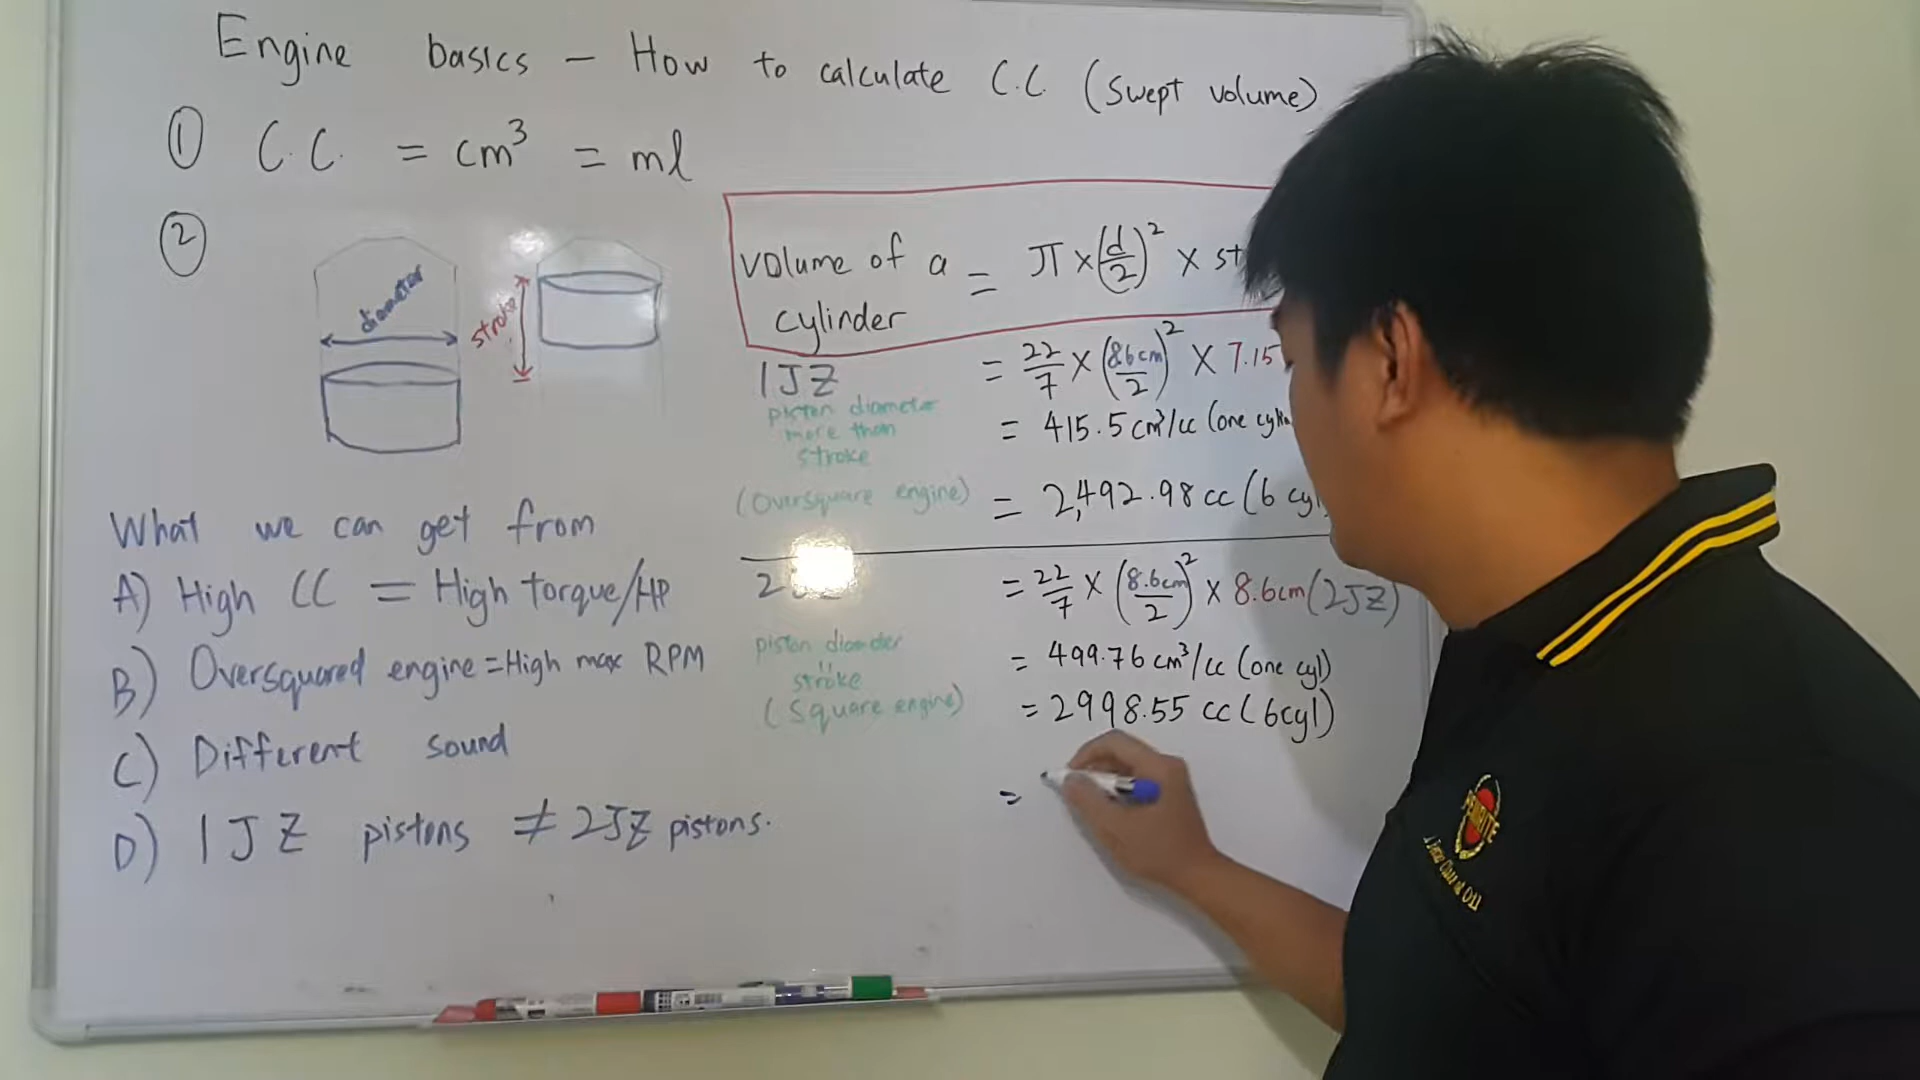 Engine basics – How to calculate C.C. (Swept volume)
① C.C. = cm³ = ml
②
diameter
stroke
volume of a cylinder = π × (d/2)² × st
1JZ = 22/7 × (8.6cm/2)² × 7.15
piston diameter
more than
stroke
= 415.5 cm³/cc (one
(Oversquare engine) = 2,492.98 cc (6 cyl
= 22/7 × (8.6cm/2)² × 8.6cm (2JZ)
piston diameter
"
stroke
= 499.76 cm³/cc (one cyl)
(Square engine) = 2998.55 cc (6cyl)
=
What we can get from
A) High CC = High torque/HP
B) Oversquared engine = High max RPM
C) Different sound
D) 1JZ pistons ≠ 2JZ pistons.